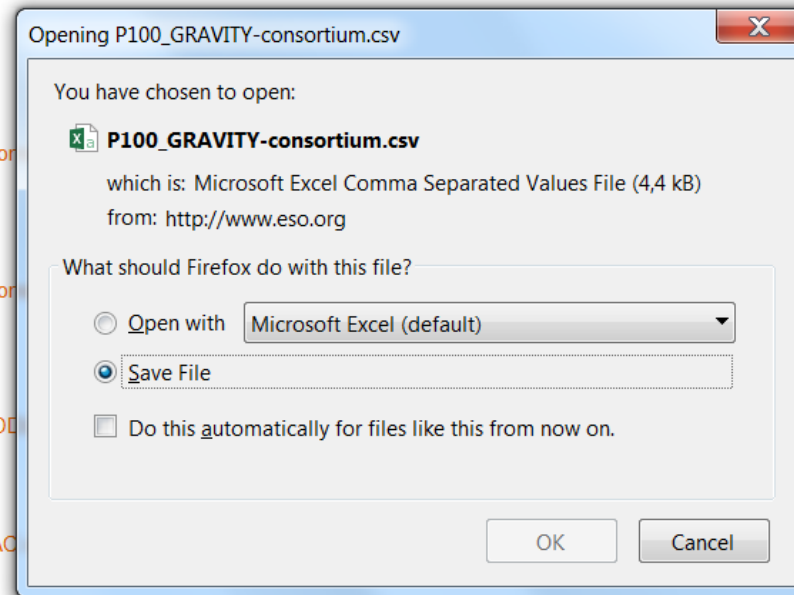 Opening P100_GRAVITY-consortium.csv
You have chosen to open:
P100_GRAVITY-consortium.csv
which is: Microsoft Excel Comma Separated Values File (4,4 kB)
from: http://www.eso.org
What should Firefox do with this file?
Open with Microsoft Excel (default)
Save File
Do this automatically for files like this from now on.
OK Cancel